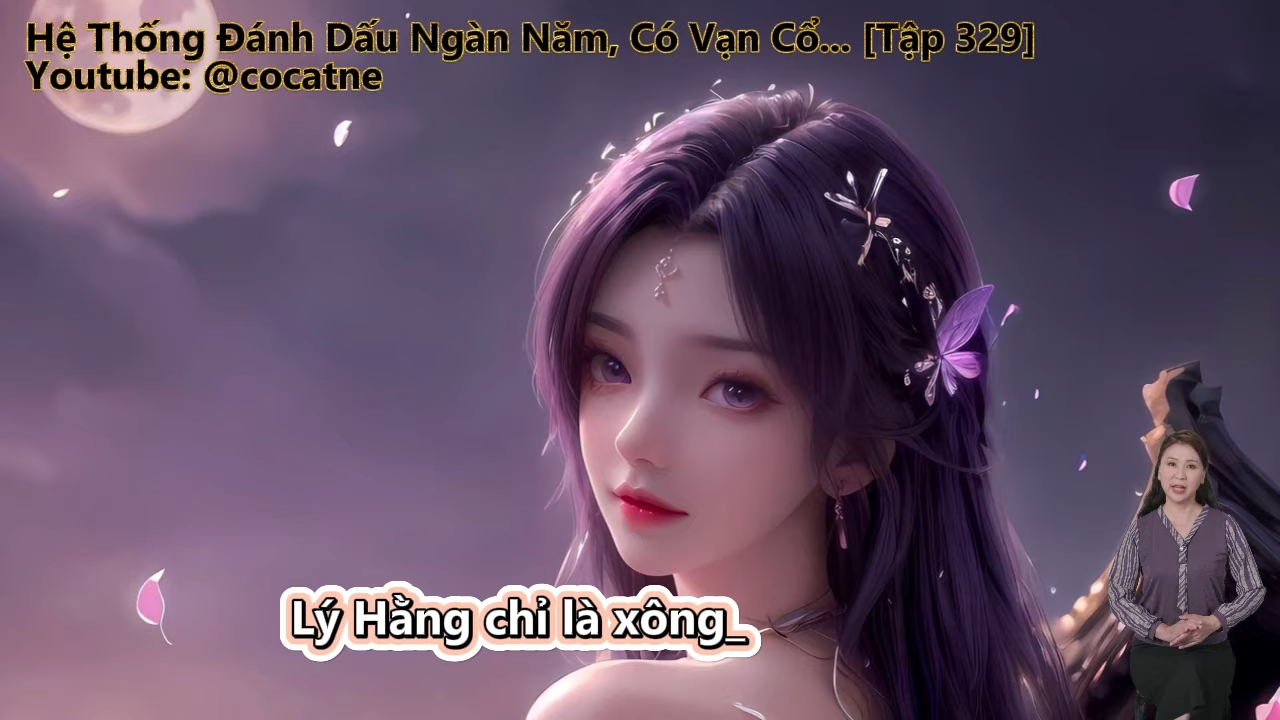 Hệ Thống Đánh Dấu Ngàn Năm, Có Vạn Cổ... [Tập 329]
Youtube: @cocatne
Lý Hằng chỉ là xông_